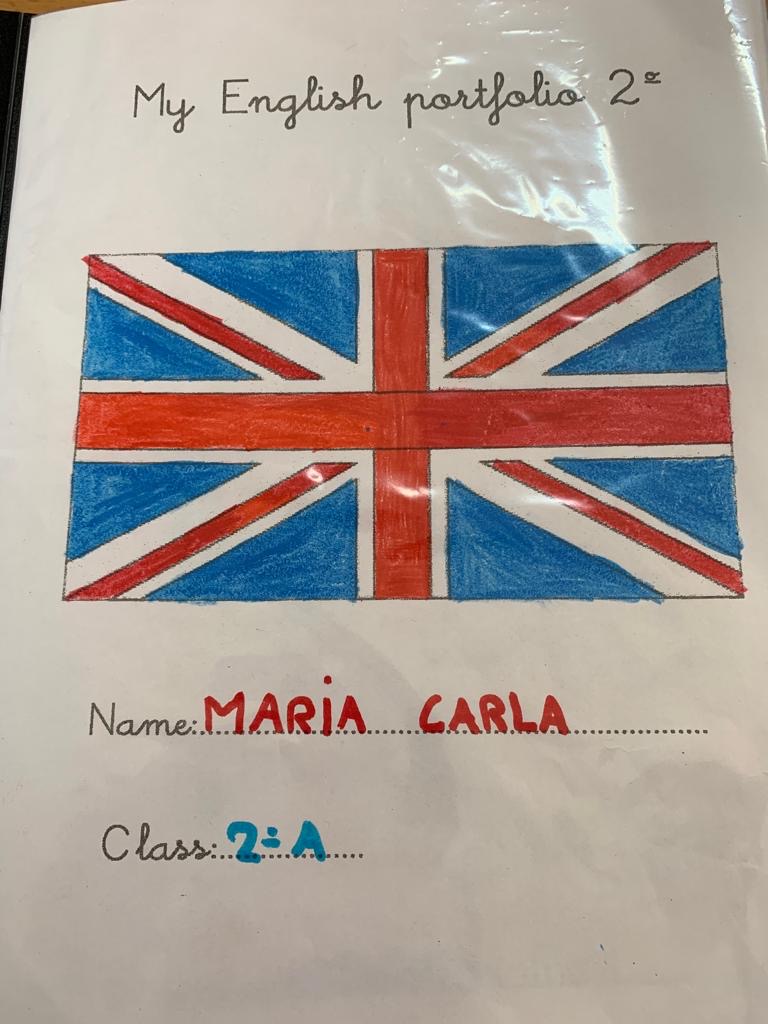 My English portfolio 2º
Name: MARiA CARLA
Class: 2º A